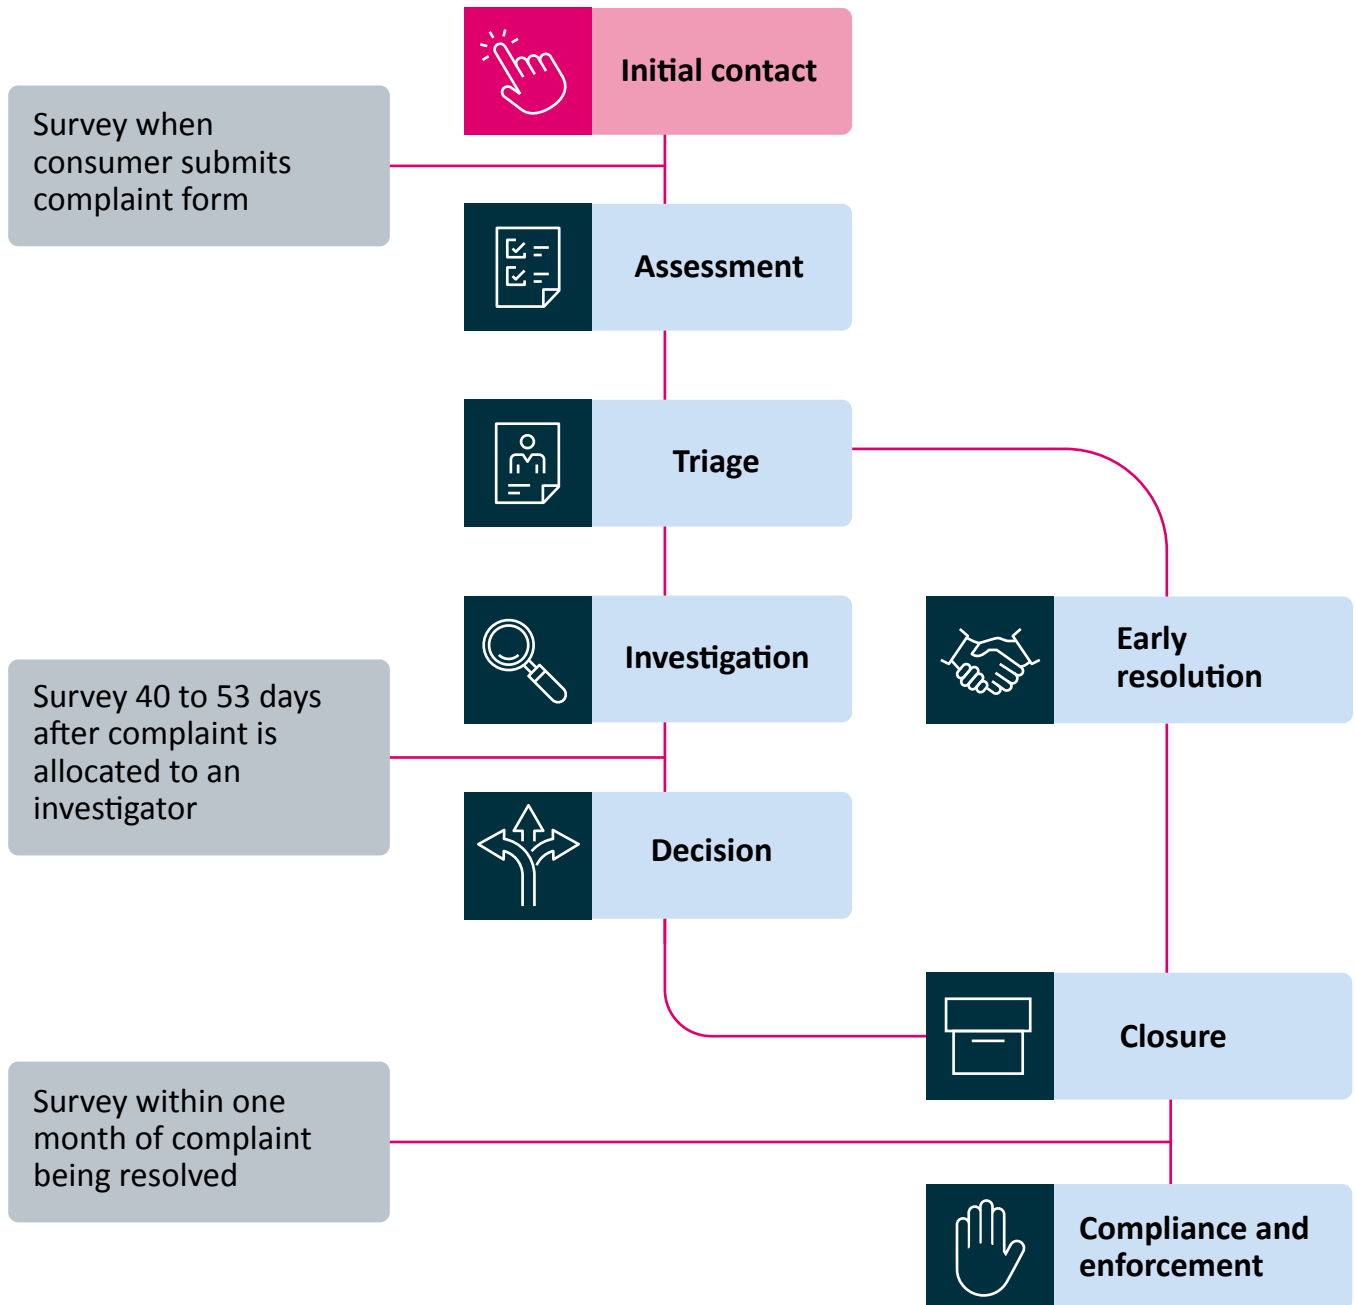 Initial contact
Survey when
consumer submits
complaint form
Assessment
Triage
Investigation
Early
resolution
Survey 40 to 53 days
after complaint is
allocated to an
investigator
Decision
Closure
Survey within one
month of complaint
being resolved
Compliance and
enforcement